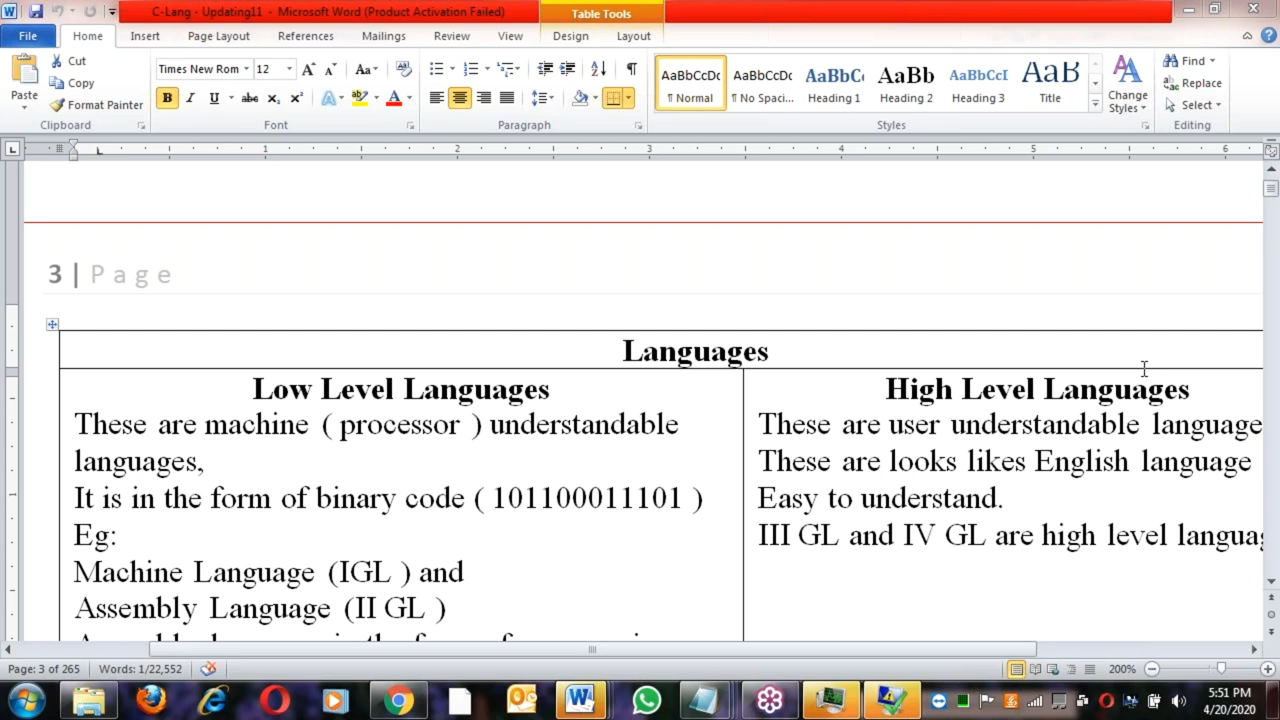 C-Lang - Updating11 - Microsoft Word (Product Activation Failed)
Table Tools
File Home Insert Page Layout References Mailings Review View Design Layout
Paste
Cut
Copy
Format Painter
Clipboard
Times New Rom 12
Font
Paragraph
AaBbCcDc AaBbCcDc AaBbC AaBb AaBbCcI AaB
¶ Normal ¶ No Spaci... Heading 1 Heading 2 Heading 3 Title
Change Styles
Styles
Find
Replace
Select
Editing
1 2 3 4 5 6
3 | Page
Languages
Low Level Languages
These are machine ( processor ) understandable
languages,
It is in the form of binary code ( 101100011101 )
Eg:
Machine Language (IGL ) and
Assembly Language (II GL )
High Level Languages
These are user understandable language
These are looks likes English language
Easy to understand.
III GL and IV GL are high level
Page: 3 of 265 Words: 1/22,552 200%
5:51 PM
4/20/2020